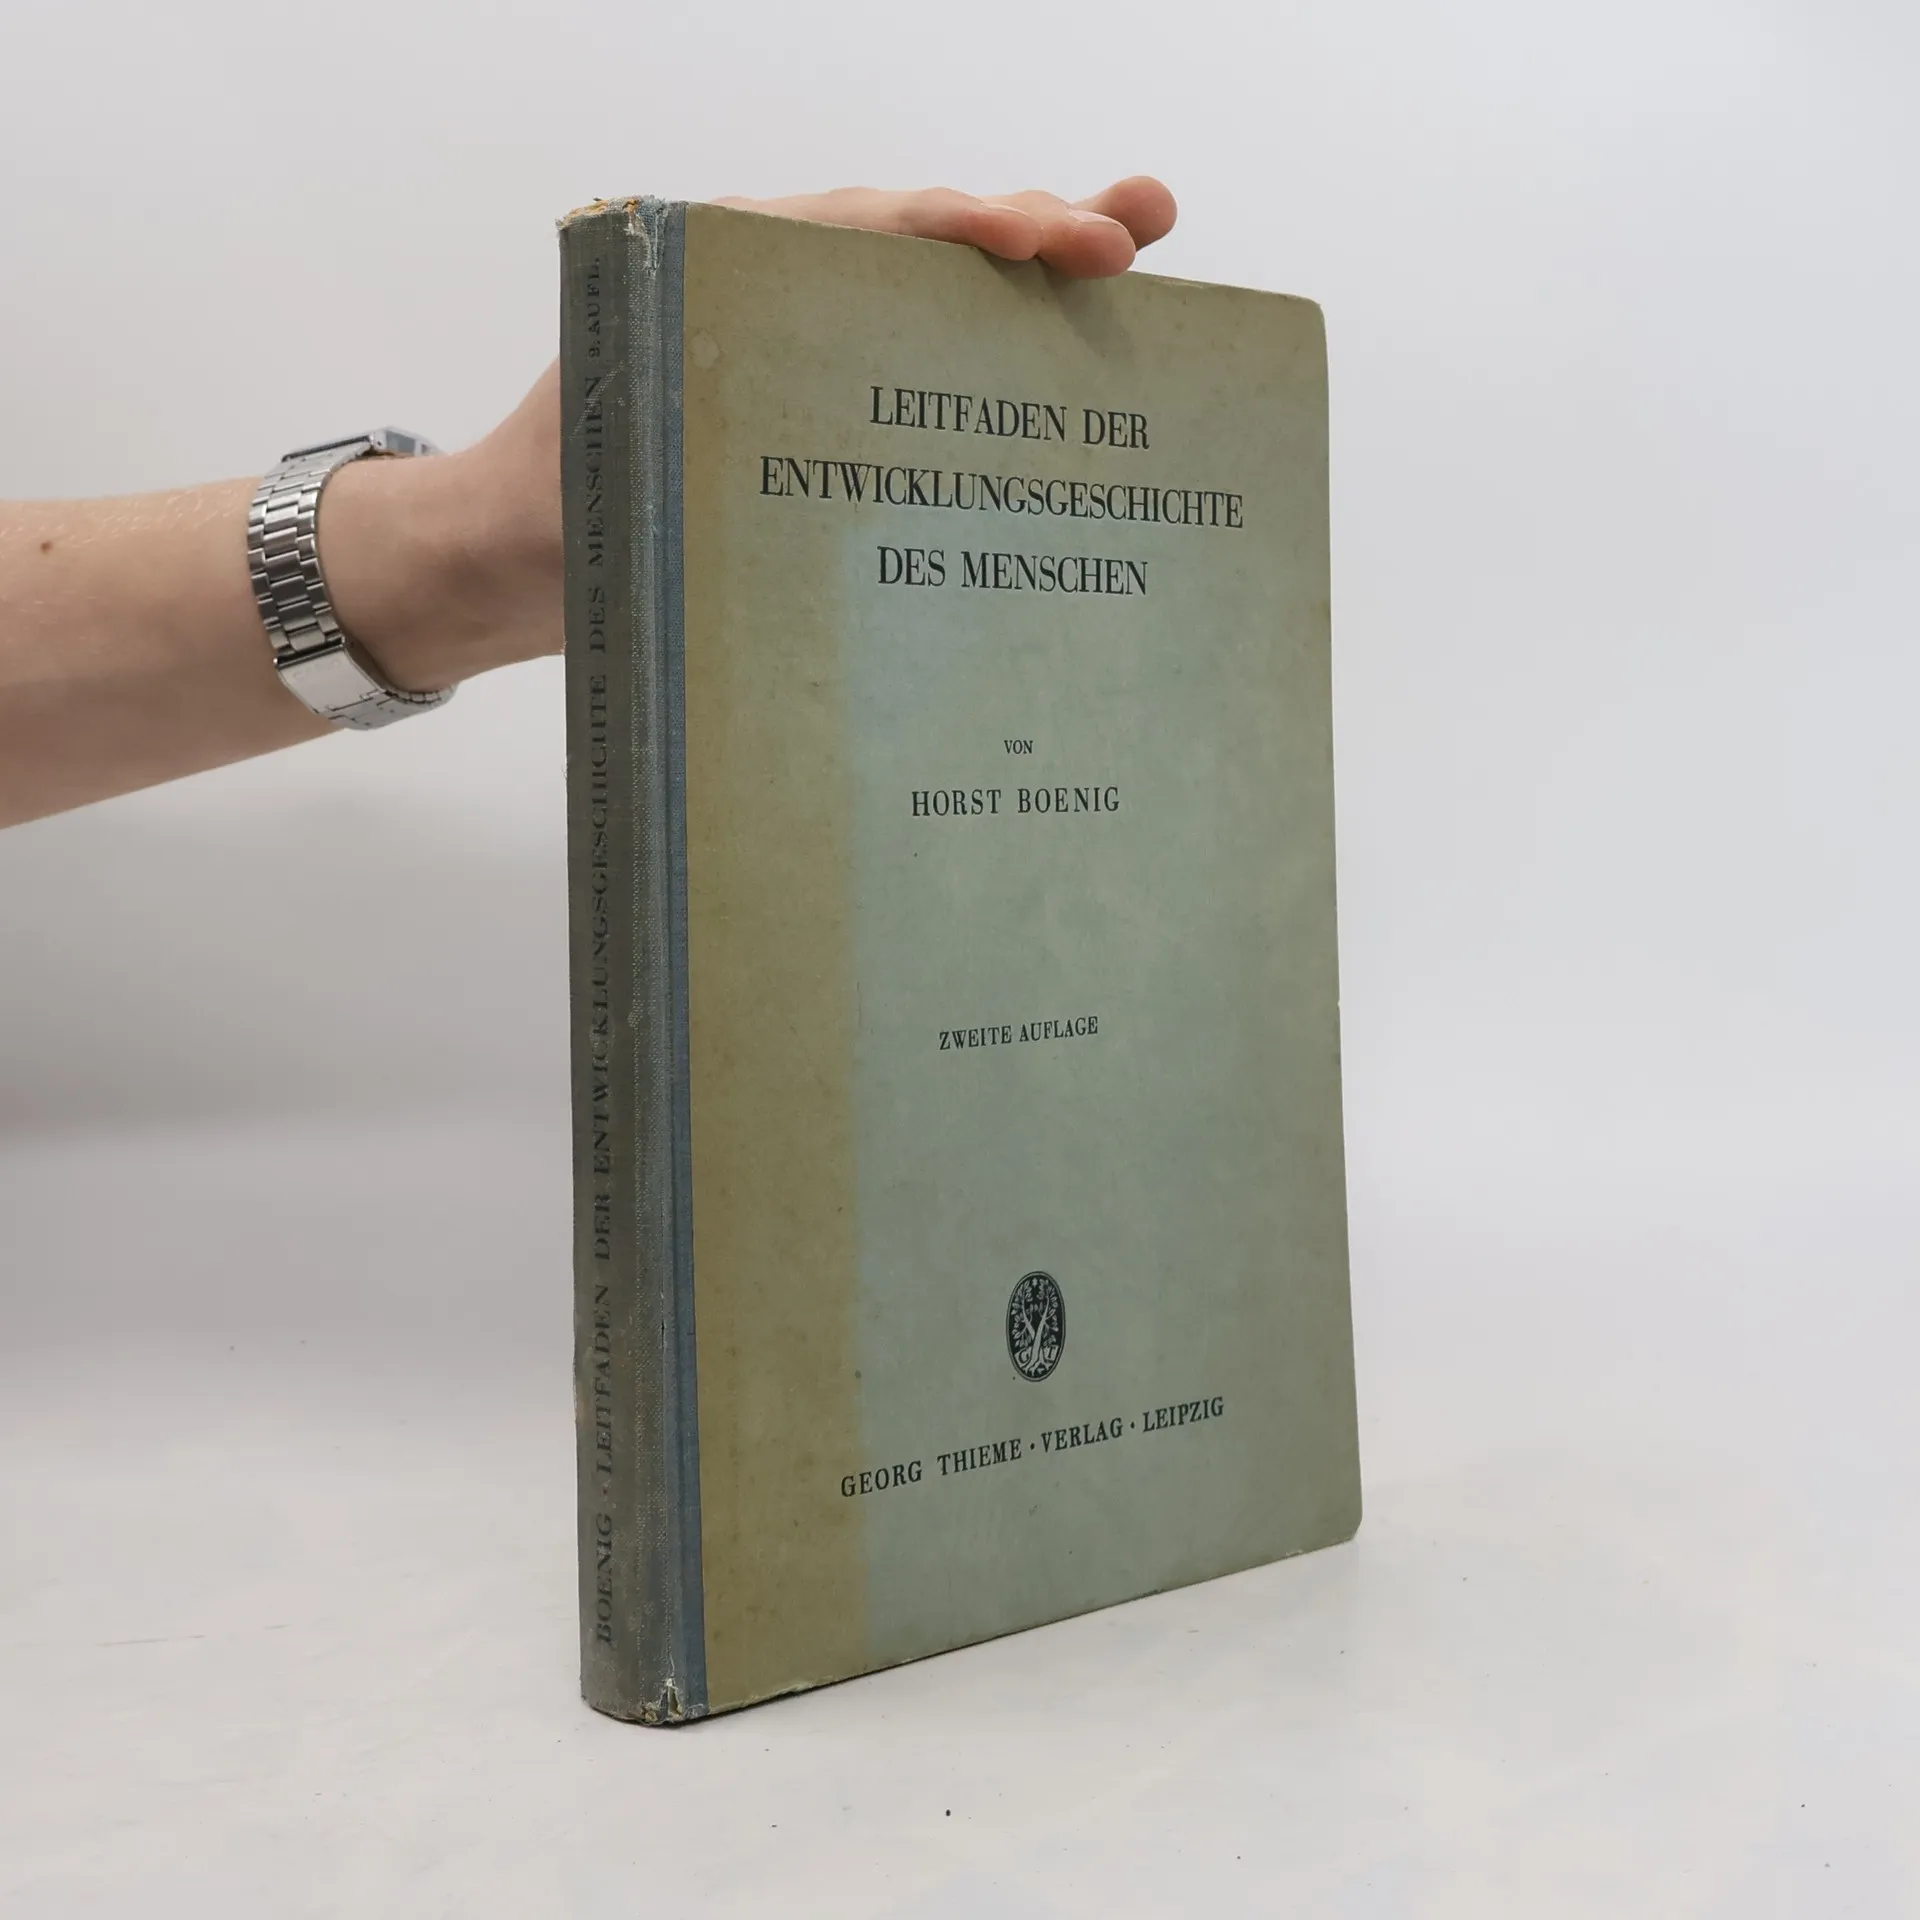 BOENIG · LEITFADEN DER ENTWICKLUNGSGESCHICHTE DES MENSCHEN 2. AUFL.
LEITFADEN DER
ENTWICKLUNGSGESCHICHTE
DES MENSCHEN
VON
HORST BOENIG
ZWEITE AUFLAGE
G T
GEORG THIEME · VERLAG · LEIPZIG